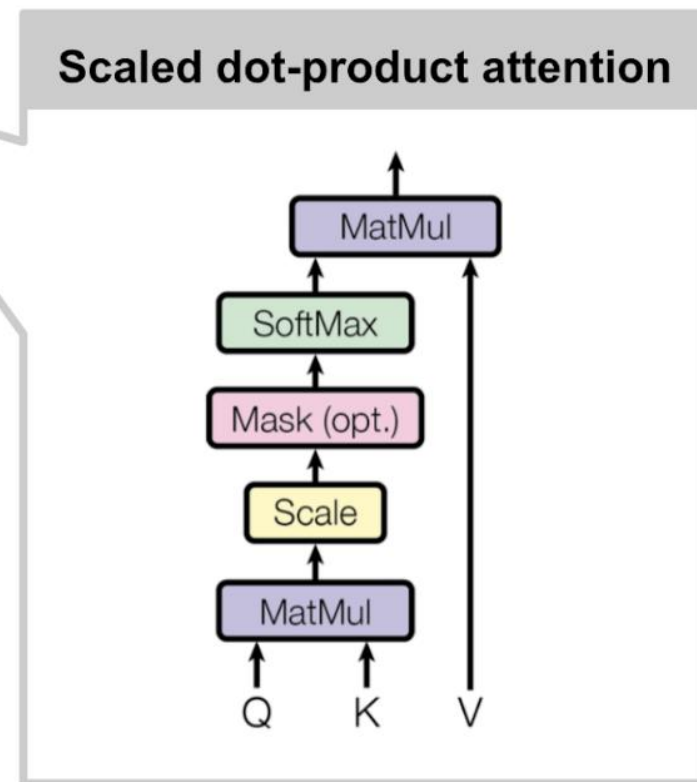 Scaled dot-product attention
MatMul
SoftMax
Mask (opt.)
Scale
MatMul
Q K V